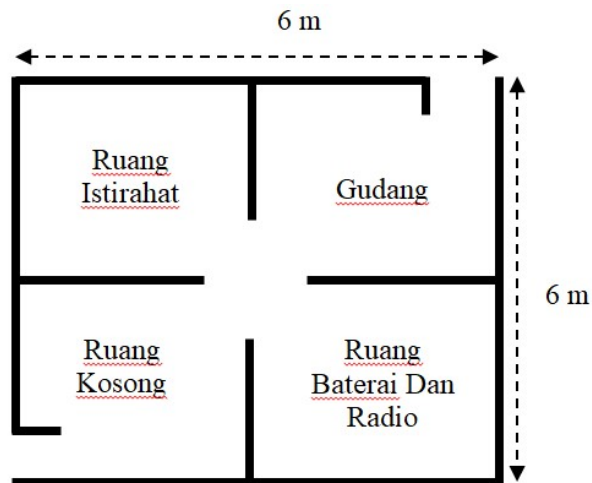 6 m
Ruang
Istirahat
Gudang
6 m
Ruang
Kosong
Ruang
Baterai Dan
Radio